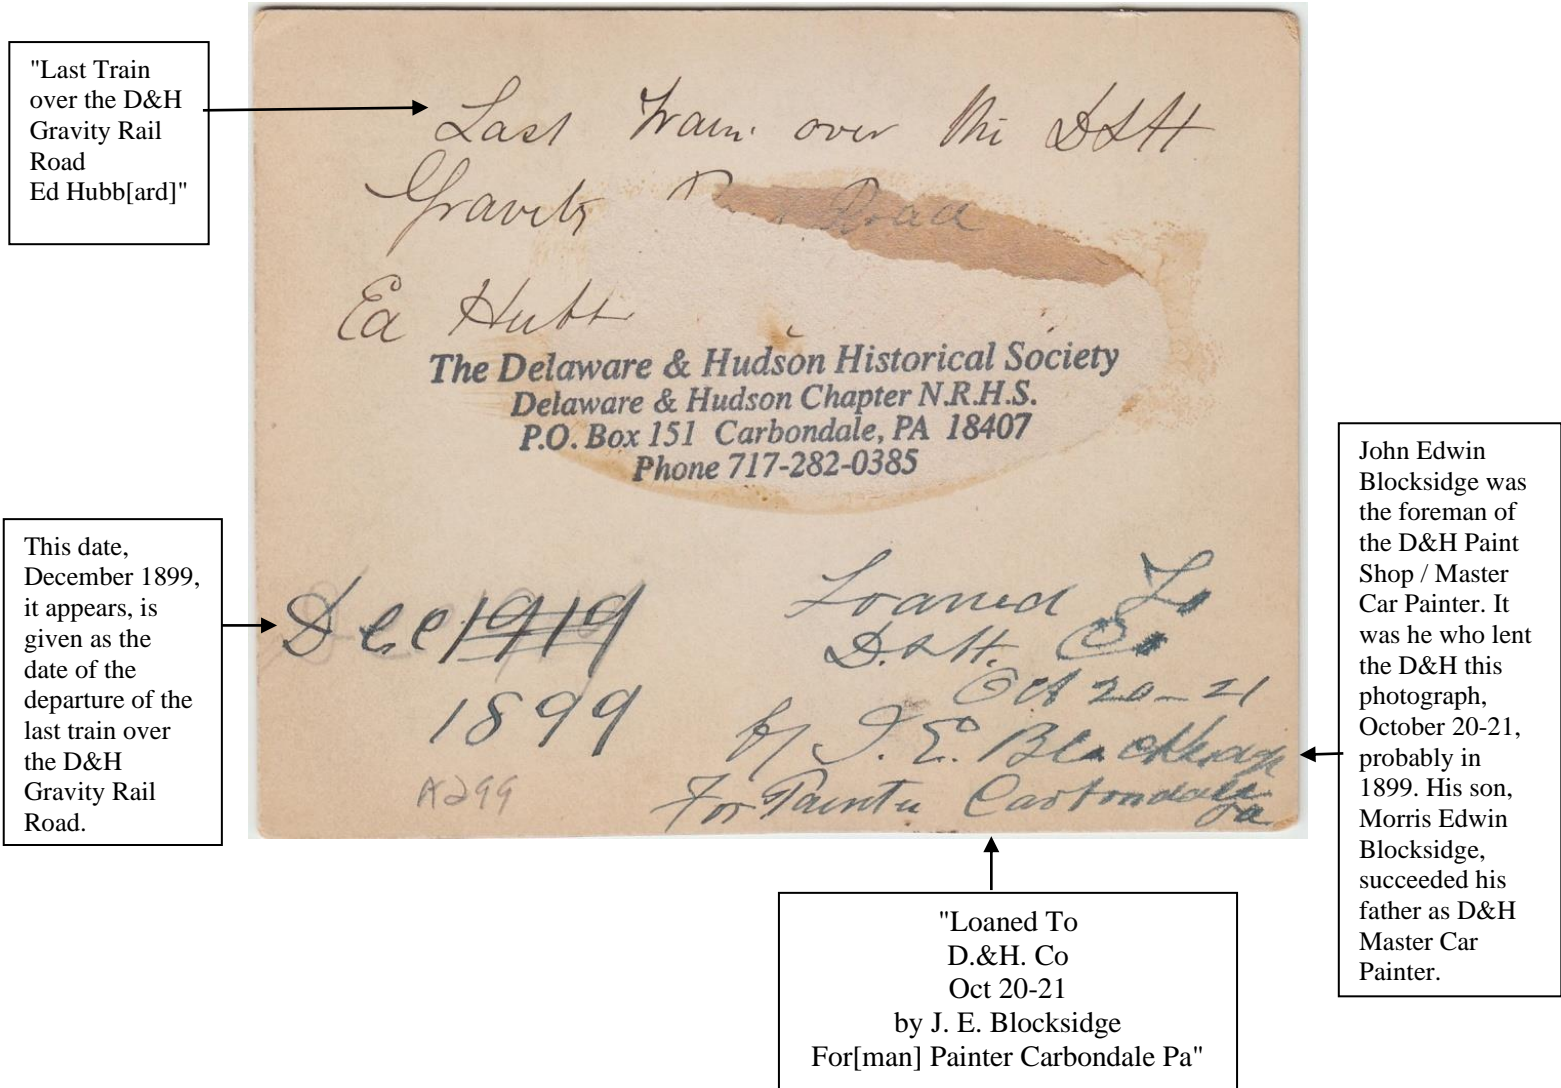 "Last Train
over the D&H
Gravity Rail
Road
Ed Hubb[ard]"
Last Train over the D&H
Gravity Road
Ed Hubb
The Delaware & Hudson Historical Society
Delaware & Hudson Chapter N.R.H.S.
P.O. Box 151 Carbondale, PA 18407
Phone 717-282-0385
This date,
December 1899,
it appears, is
given as the
date of the
departure of the
last train over
the D&H
Gravity Rail
Road.
Dec 1919
1899
A299
Loaned To
D.&H. Co
Oct 20-21
by J. E. Blocksidge
For Painter Carbondale
Pa
John Edwin
Blocksidge was
the foreman of
the D&H Paint
Shop / Master
Car Painter. It
was he who lent
the D&H this
photograph,
October 20-21,
probably in
1899. His son,
Morris Edwin
Blocksidge,
succeeded his
father as D&H
Master Car
Painter.
"Loaned To
D.&H. Co
Oct 20-21
by J. E. Blocksidge
For[man] Painter Carbondale Pa"